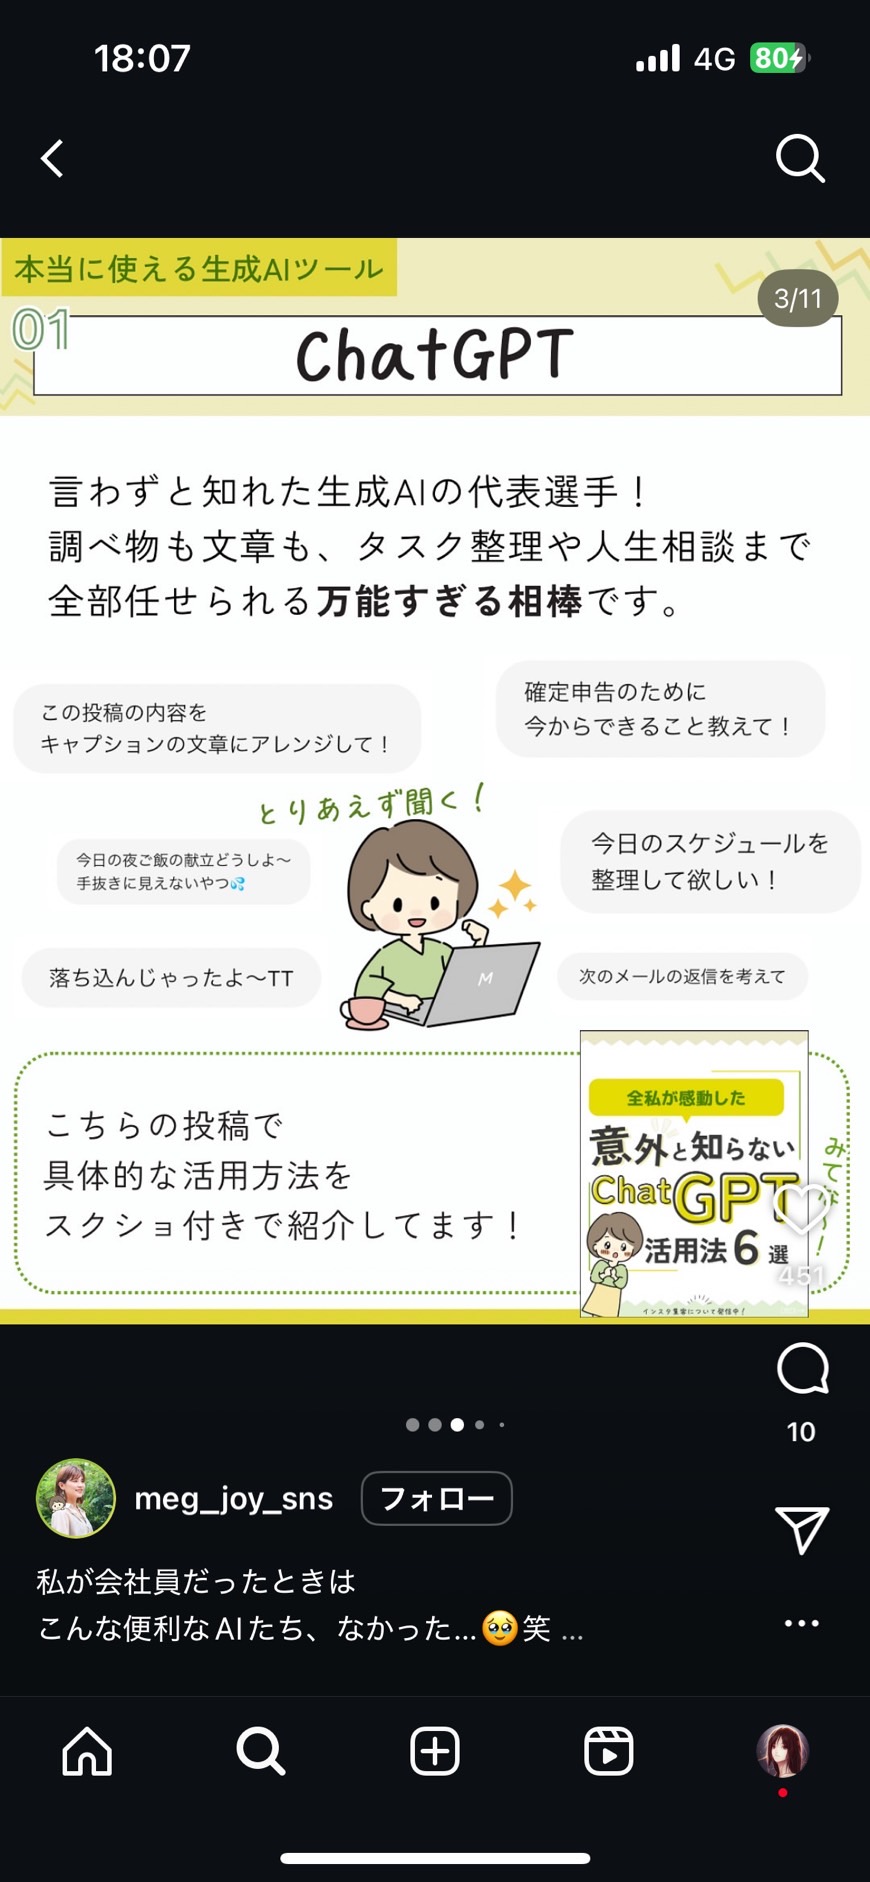 18:07
4G
80
本当に使える生成AIツール
3/11
01
ChatGPT
言わずと知れた生成AIの代表選手！
調べ物も文章も、タスク整理や人生相談まで
全部任せられる万能すぎる相棒です。
この投稿の内容を
キャプションの文章にアレンジして！
確定申告のために
今からできること教えて！
とりあえず聞く！
今日の夜ご飯の献立どうしよ〜
手抜きに見えないやつ💦
今日のスケジュールを
整理して欲しい！
落ち込んじゃったよ〜TT
次のメールの返信を考えて
M
こちらの投稿で
具体的な活用方法を
スクショ付きで紹介してます！
全私が感動した
意外と知らない
ChatGPT
活用法6選
インスタ集客について発信中！
451
10
meg_joy_sns
フォロー
私が会社員だったときは
こんな便利なAIたち、なかった...🥹笑 ...